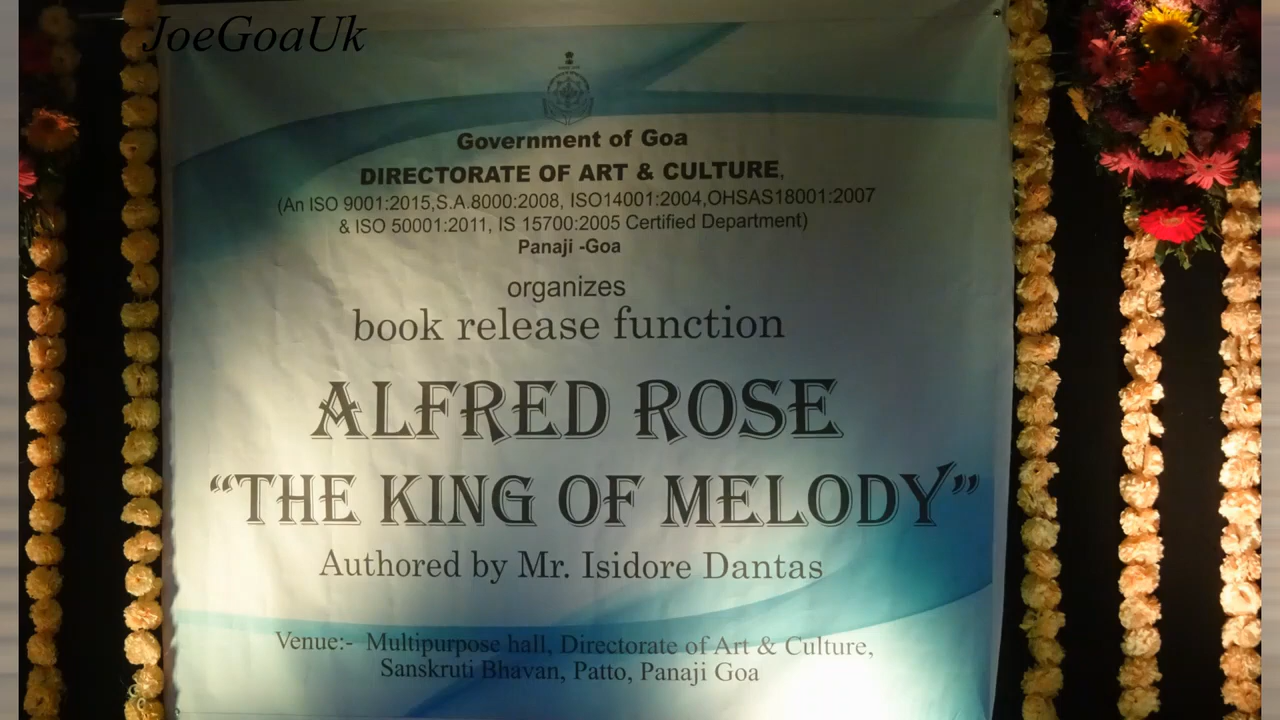 JoeGoaUk
Government of Goa
DIRECTORATE OF ART & CULTURE,
(An ISO 9001:2015,S.A.8000:2008, ISO14001:2004,OHSAS18001:2007
& ISO 50001:2011, IS 15700:2005 Certified Department)
Panaji -Goa
organizes
book release function
ALFRED ROSE
“THE KING OF MELODY”
Authored by Mr. Isidore Dantas
Venue:- Multipurpose hall, Directorate of Art & Culture,
Sanskruti Bhavan, Patto, Panaji Goa